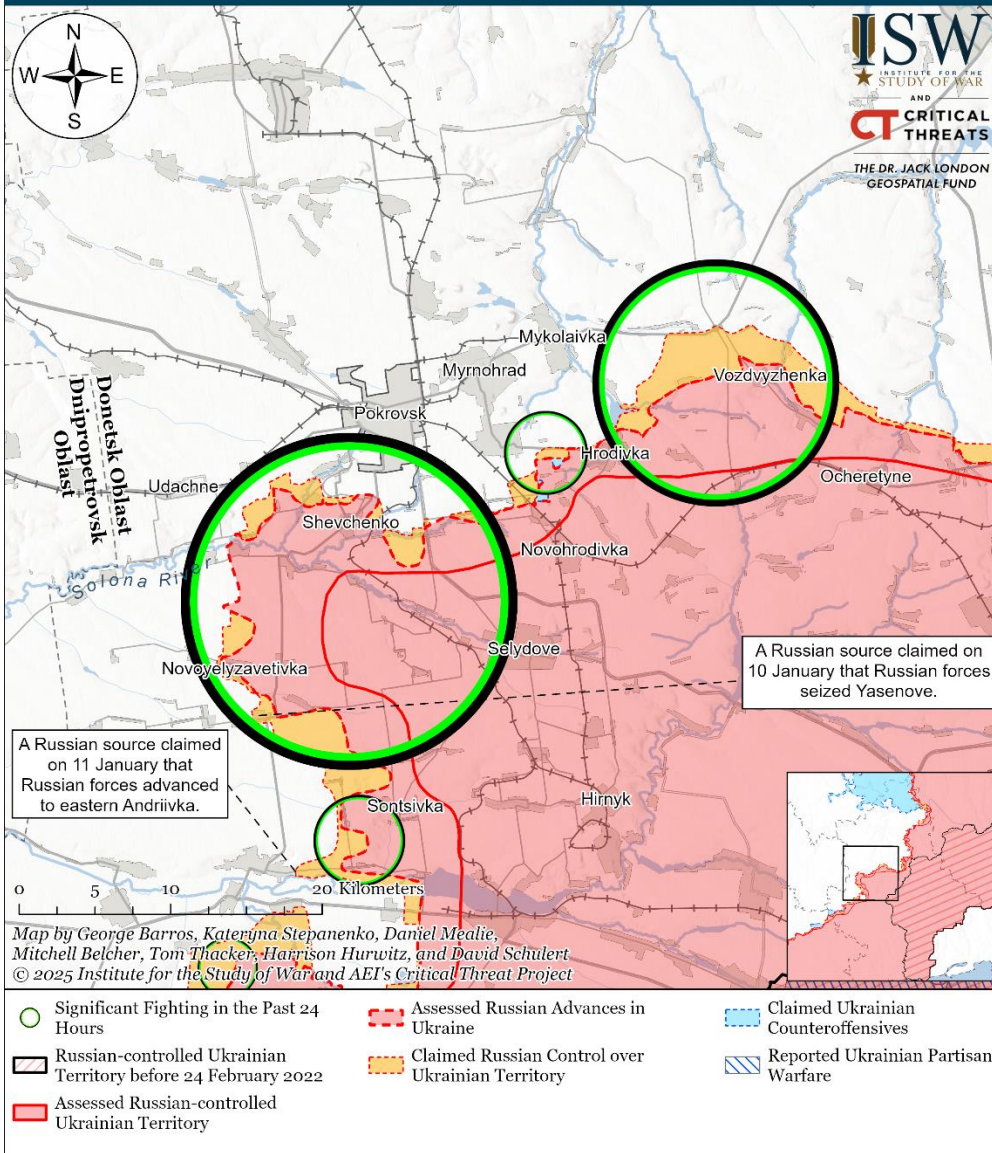 N
W
E
S
ISW
INSTITUTE FOR THE
STUDY OF WAR
AND
CT CRITICAL
THREATS
THE DR. JACK LONDON
GEOSPATIAL FUND
Mykolaivka
Myrnohrad
Vozdvyzhenka
Pokrovsk
Donetsk Oblast
Dnipropetrovsk
Oblast
Hrodivka
Udachne
Ocheretyne
Shevchenko
Novohrodivka
Solona River
Selydove
Novoyelyzavetivka
A Russian source claimed on
10 January that Russian forces
seized Yasenove.
A Russian source claimed
on 11 January that
Russian forces advanced
to eastern Andriivka.
Sontsivka
Hirnyk
0 5 10 20 Kilometers
Map by George Barros, Kateryna Stepanenko, Daniel Mealie,
Mitchell Belcher, Tom Thacker, Harrison Hurwitz, and David Schulert
© 2025 Institute for the Study of War and AEI's Critical Threat Project
Significant Fighting in the Past 24
Hours
Russian-controlled Ukrainian
Territory before 24 February 2022
Assessed Russian-controlled
Ukrainian Territory
Assessed Russian Advances in
Ukraine
Claimed Russian Control over
Ukrainian Territory
Claimed Ukrainian
Counteroffensives
Reported Ukrainian Partisan
Warfare